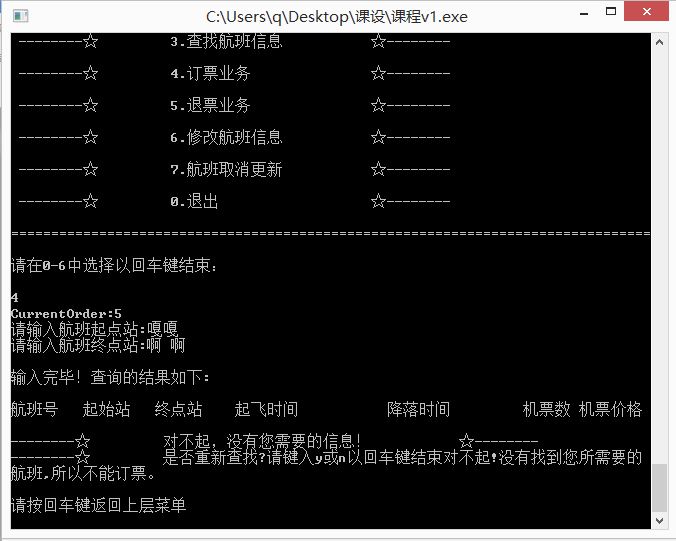 C:\Users\q\Desktop\课设\课程v1.exe
--------☆ 3.查找航班信息 ☆--------
--------☆ 4.订票业务 ☆--------
--------☆ 5.退票业务 ☆--------
--------☆ 6.修改航班信息 ☆--------
--------☆ 7.航班取消更新 ☆--------
--------☆ 0.退出 ☆--------
================================================================================
请在0-6中选择以回车键结束:
4
CurrentOrder:5
请输入航班起点站:嘎嘎
请输入航班终点站:啊 啊
输入完毕! 查询的结果如下:
航班号 起始站 终点站 起飞时间 降落时间 机票数 机票价格
--------☆ 对不起, 没有您需要的信息! ☆--------
--------☆ 是否重新查找?请键入y或n以回车键结束对不起!没有找到您所需要的
航班,所以不能订票。
请按回车键返回上层菜单